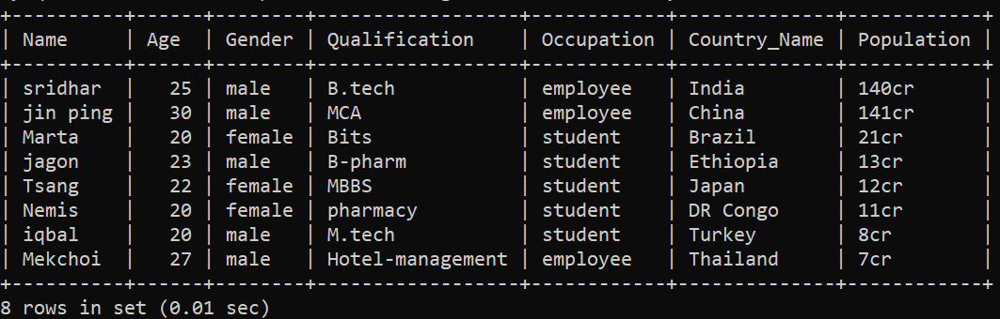 +----------+------+--------+------------------+------------+--------------+------------+
| Name     | Age  | Gender | Qualification    | Occupation | Country_Name | Population |
+----------+------+--------+------------------+------------+--------------+------------+
| sridhar  |   25 | male   | B.tech           | employee   | India        | 140cr      |
| jin ping |   30 | male   | MCA              | employee   | China        | 141cr      |
| Marta    |   20 | female | Bits             | student    | Brazil       | 21cr       |
| jagon    |   23 | male   | B-pharm          | student    | Ethiopia     | 13cr       |
| Tsang    |   22 | female | MBBS             | student    | Japan        | 12cr       |
| Nemis    |   20 | female | pharmacy         | student    | DR Congo     | 11cr       |
| iqbal    |   20 | male   | M.tech           | student    | Turkey       | 8cr        |
| Mekchoi  |   27 | male   | Hotel-management | employee   | Thailand     | 7cr        |
+----------+------+--------+------------------+------------+--------------+------------+
8 rows in set (0.01 sec)